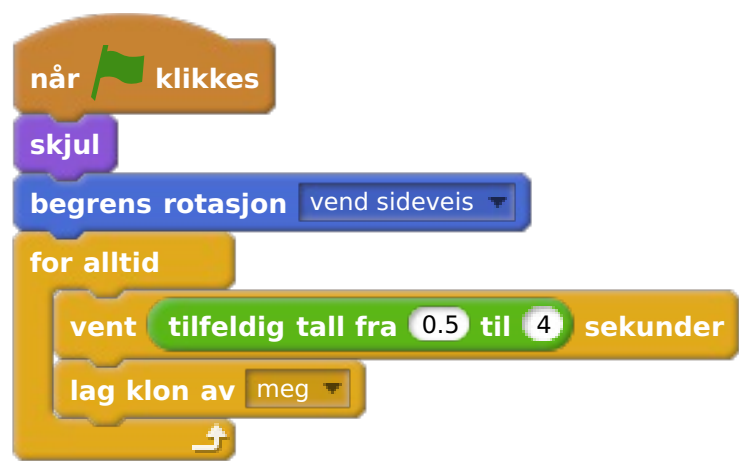 når klikkes
skjul
begrens rotasjon vend sideveis
for alltid
vent tilfeldig tall fra 0.5 til 4 sekunder
lag klon av meg